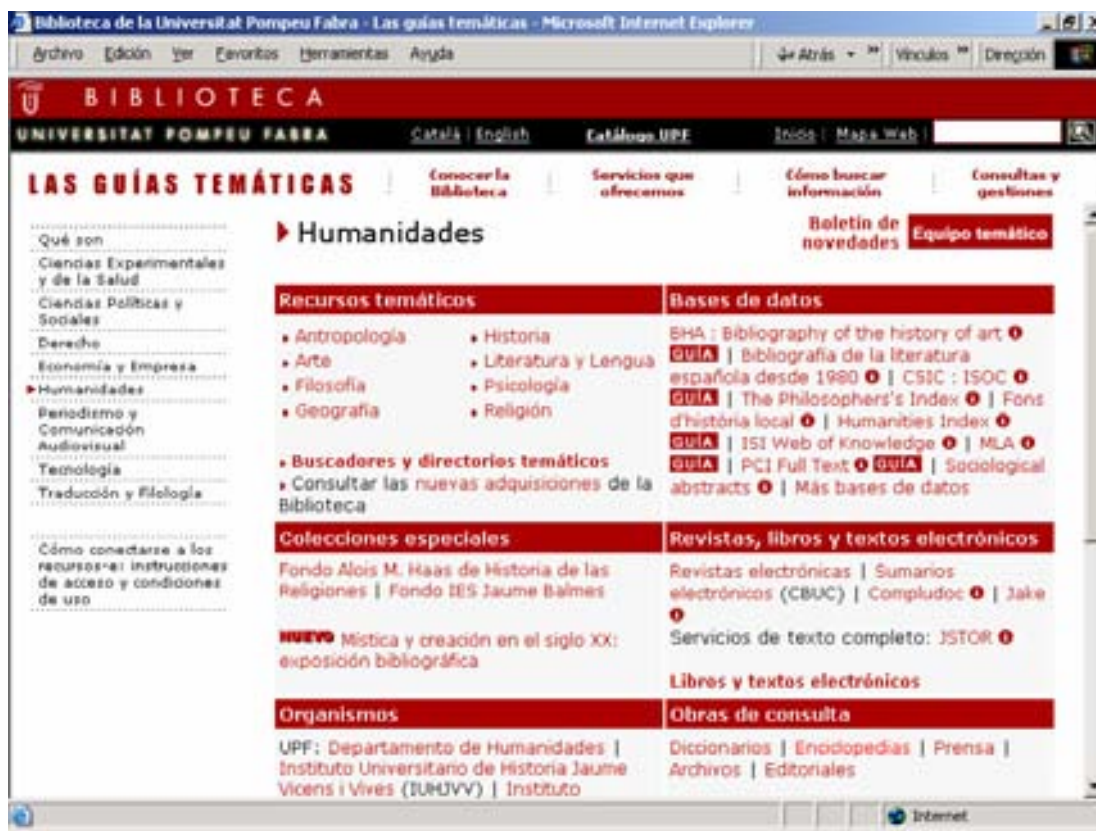 Biblioteca de la Universitat Pompeu Fabra - Las guías temáticas - Microsoft Internet Explorer
Archivo Edición Ver Favoritos Herramientas Ayuda
Atrás Vínculos Dirección
BIBLIOTECA
UNIVERSITAT POMPEU FABRA
Català | English
Catálogo UPF
Inicio | Mapa Web |
LAS GUÍAS TEMÁTICAS
Conocer la
Biblioteca
Servicios que
ofrecemos
Cómo buscar
información
Consultas y
gestiones
Qué son
Ciencias Experimentales
y de la Salud
Ciencias Políticas y
Sociales
Derecho
Economía y Empresa
Humanidades
Periodismo y
Comunicación
Audiovisual
Tecnología
Traducción y Filología
Cómo conectarse a los
recursos-e: instrucciones
de acceso y condiciones
de uso
Humanidades
Boletín de
novedades
Equipo temático
Recursos temáticos
Antropología
Arte
Filosofía
Geografía
Historia
Literatura y Lengua
Psicología
Religión
Buscadores y directorios temáticos
Consultar las nuevas adquisiciones de la
Biblioteca
Bases de datos
BHA : Bibliography of the history of art
GUIA | Bibliografía de la literatura
española desde 1980 | CSIC : ISOC
GUIA | The Philosophers's Index | Fons
d'història local | Humanities Index
GUIA | ISI Web of Knowledge | MLA
GUIA | PCI Full Text GUIA | Sociological
abstracts | Más bases de datos
Colecciones especiales
Fondo Alois M. Haas de Historia de las
Religiones | Fondo IES Jaume Balmes
NUEVO Mística y creación en el siglo XX:
exposición bibliográfica
Revistas, libros y textos electrónicos
Revistas electrónicas | Sumarios
electrónicos (CBUC) | Compludoc | Jake
Servicios de texto completo: JSTOR
Libros y textos electrónicos
Organismos
UPF: Departamento de Humanidades |
Instituto Universitario de Historia Jaume
Vicens i Vives (IUHJVV) | Instituto
Obras de consulta
Diccionarios | Enciclopedias | Prensa |
Archivos | Editoriales
Internet